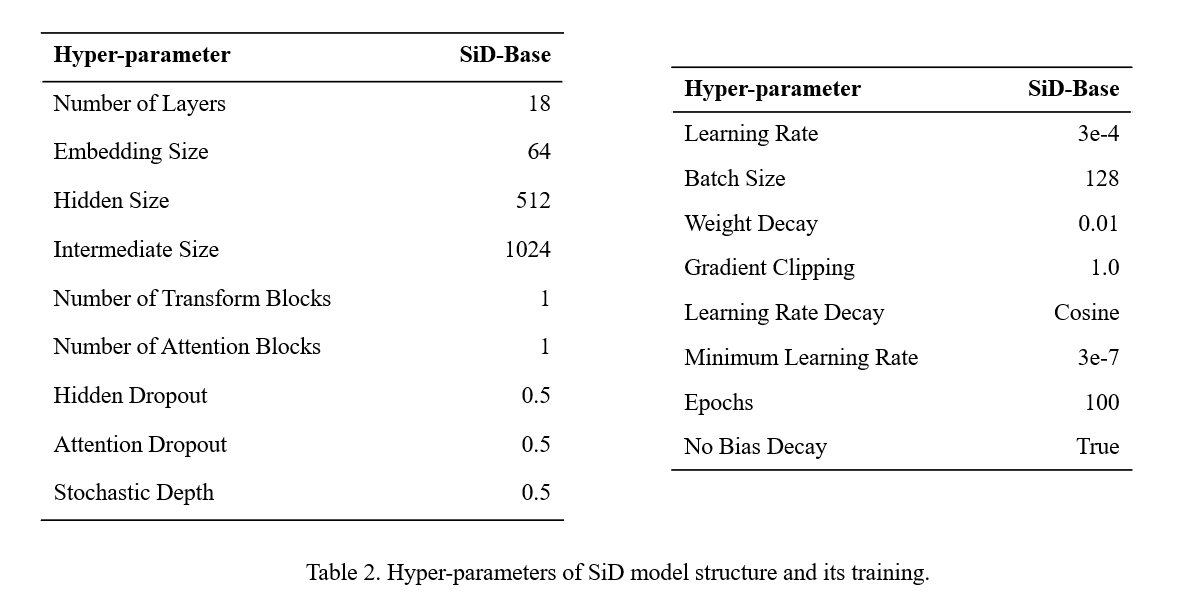 Hyper-parameter SiD-Base
Number of Layers 18
Embedding Size 64
Hidden Size 512
Intermediate Size 1024
Number of Transform Blocks 1
Number of Attention Blocks 1
Hidden Dropout 0.5
Attention Dropout 0.5
Stochastic Depth 0.5
Hyper-parameter SiD-Base
Learning Rate 3e-4
Batch Size 128
Weight Decay 0.01
Gradient Clipping 1.0
Learning Rate Decay Cosine
Minimum Learning Rate 3e-7
Epochs 100
No Bias Decay True
Table 2. Hyper-parameters of SiD model structure and its training.